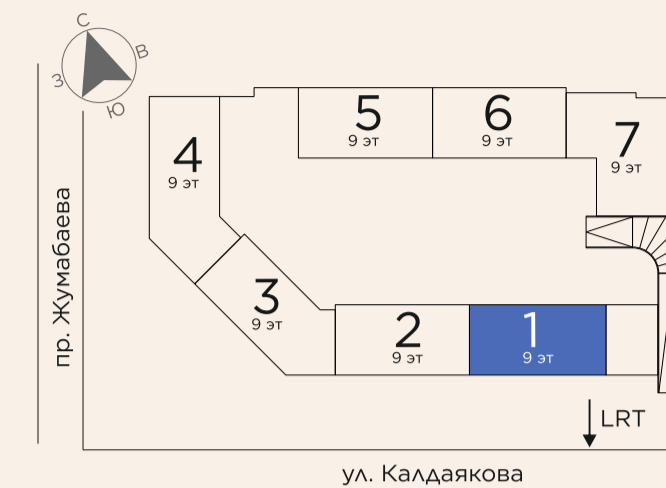 С
В
З
Ю
5
9 эт
6
9 эт
7
9 эт
4
9 эт
3
9 эт
2
9 эт
1
9 эт
пр. Жумабаева
LRT
ул. Калдаякова